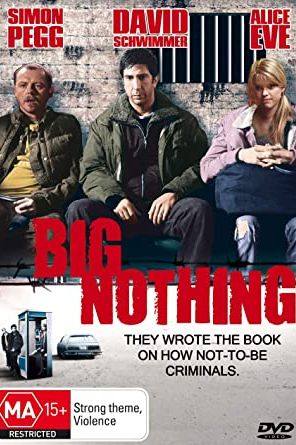 SIMON
PEGG
DAVID
SCHWIMMER
ALICE
EVE
BIG
NOTHING
THEY WROTE THE BOOK
ON HOW NOT-TO-BE
CRIMINALS.
MA 15+
RESTRICTED
Strong theme,
Violence
DVD
VIDEO